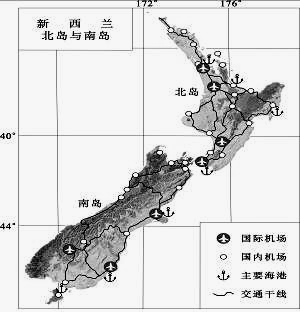 新 西 兰
北岛与南岛
172°
176°
北岛
40°
南岛
44°
国际机场
国内机场
主要海港
交通干线